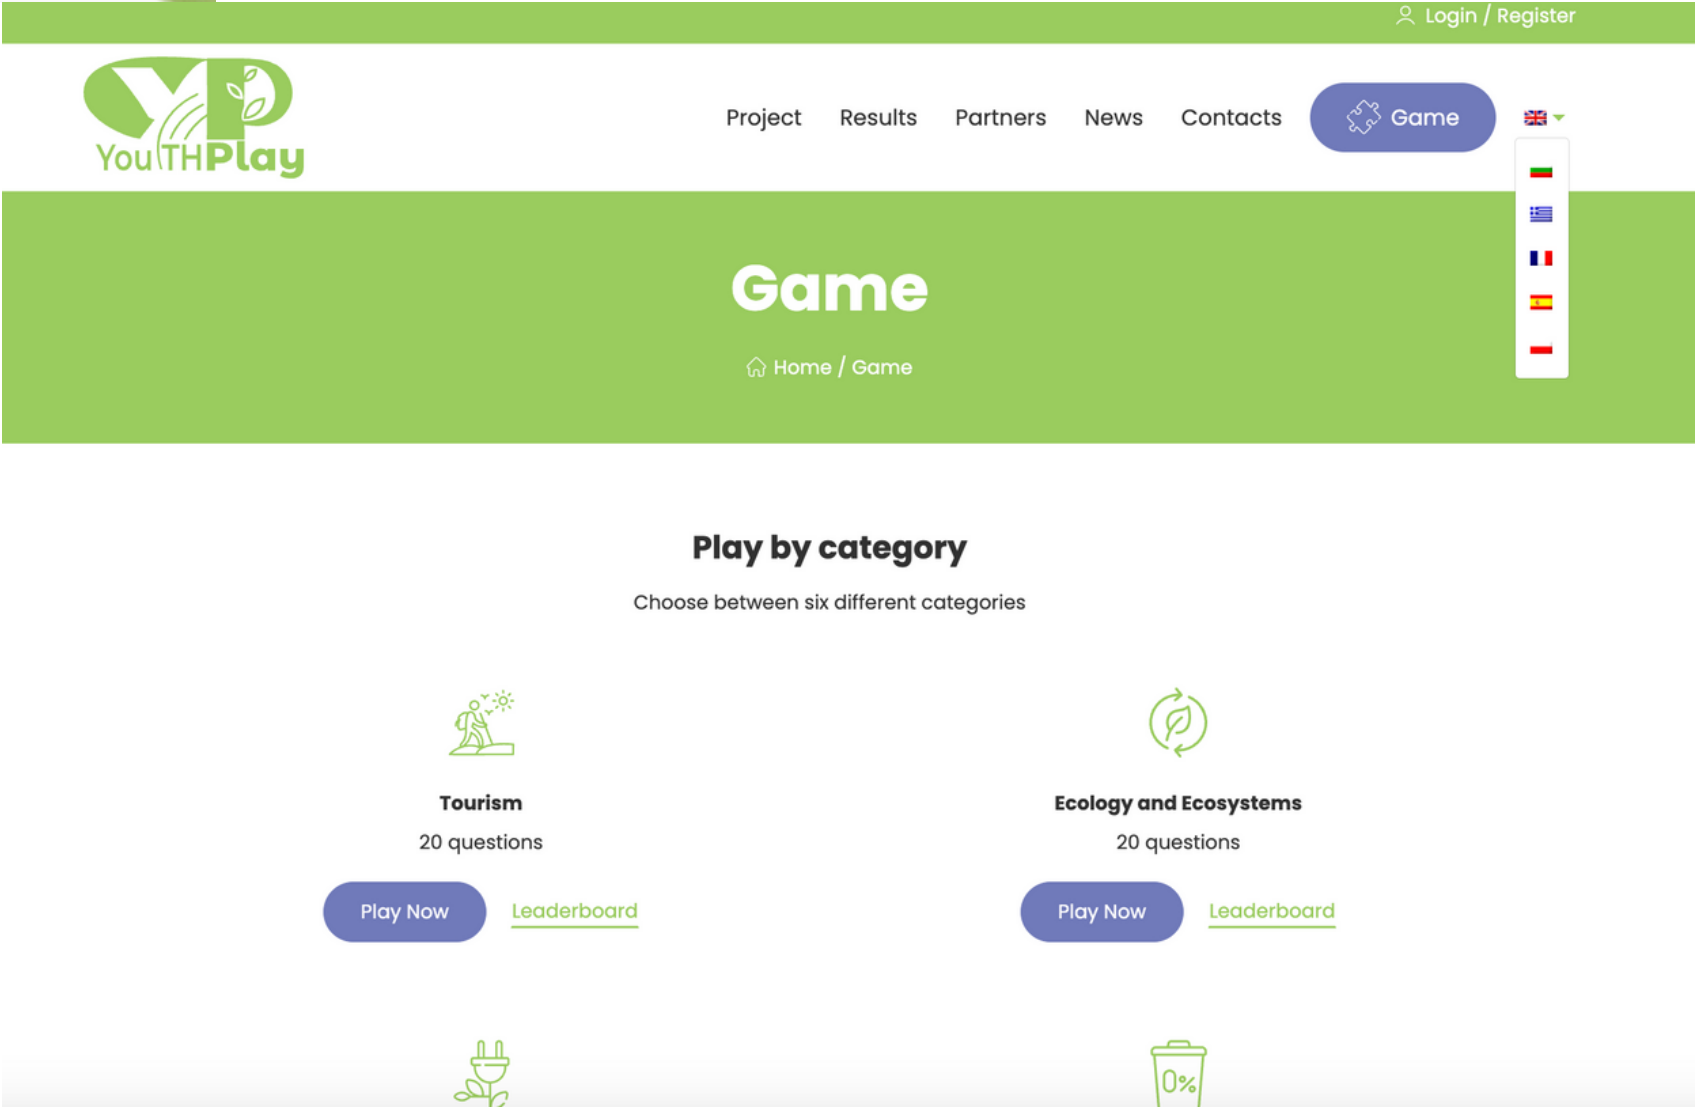 Login / Register
YP
YouTHPlay
Project Results Partners News Contacts Game
Game
Home / Game
Play by category
Choose between six different categories
Tourism Ecology and Ecosystems
20 questions 20 questions
Play Now Leaderboard Play Now Leaderboard
0%